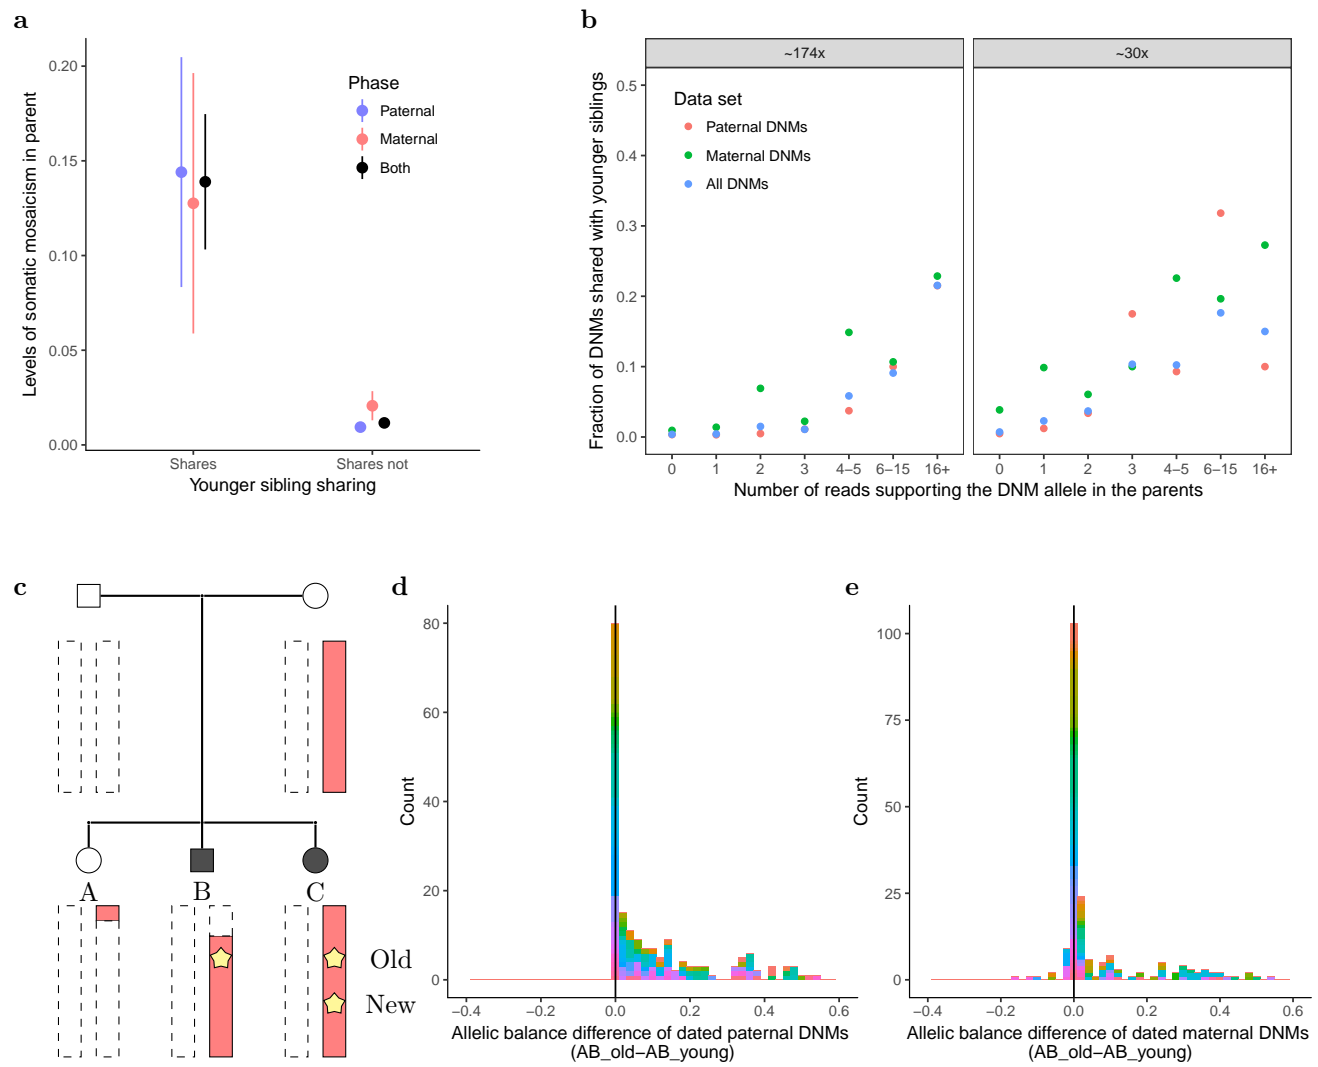 a
Levels of somatic mosaicism in parent
0.20
0.15
0.10
0.05
0.00
Phase
Paternal
Maternal
Both
Shares
Shares not
Younger sibling sharing
b
Fraction of DNMs shared with younger siblings
~174x
~30x
0.5
0.4
0.3
0.2
0.1
0.0
Data set
Paternal DNMs
Maternal DNMs
All DNMs
0 1 2 3 4−5 6−15 16+
0 1 2 3 4−5 6−15 16+
Number of reads supporting the DNM allele in the parents
c
A B C
Old
New
d
Count
80
60
40
20
0
−0.4 −0.2 0.0 0.2 0.4 0.6
Allelic balance difference of dated paternal DNMs
(AB_old−AB_young)
e
Count
100
75
50
25
0
−0.4 −0.2 0.0 0.2 0.4 0.6
Allelic balance difference of dated maternal DNMs
(AB_old−AB_young)